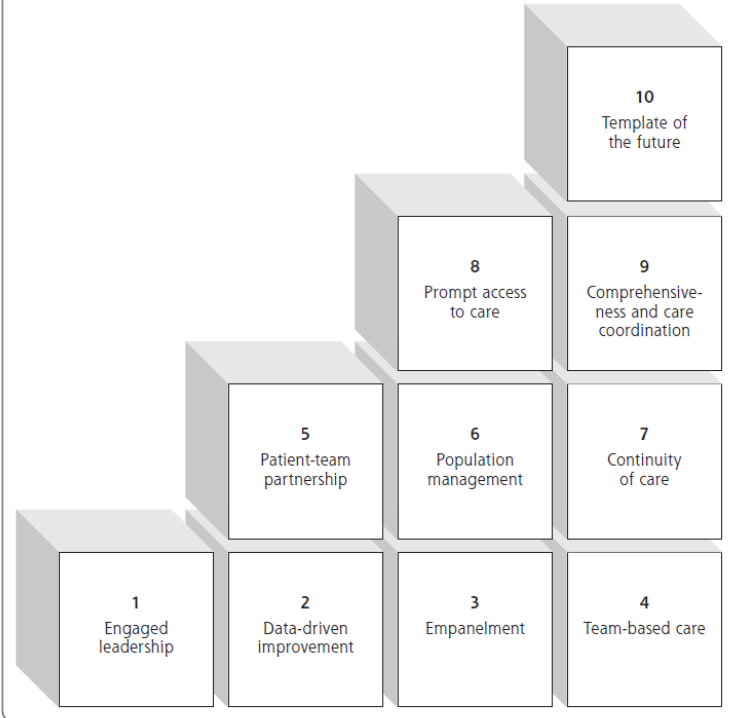 10
Template of
the future
8
Prompt access
to care
9
Comprehensive-
ness and care
coordination
5
Patient-team
partnership
6
Population
management
7
Continuity
of care
1
Engaged
leadership
2
Data-driven
improvement
3
Empanelment
4
Team-based care